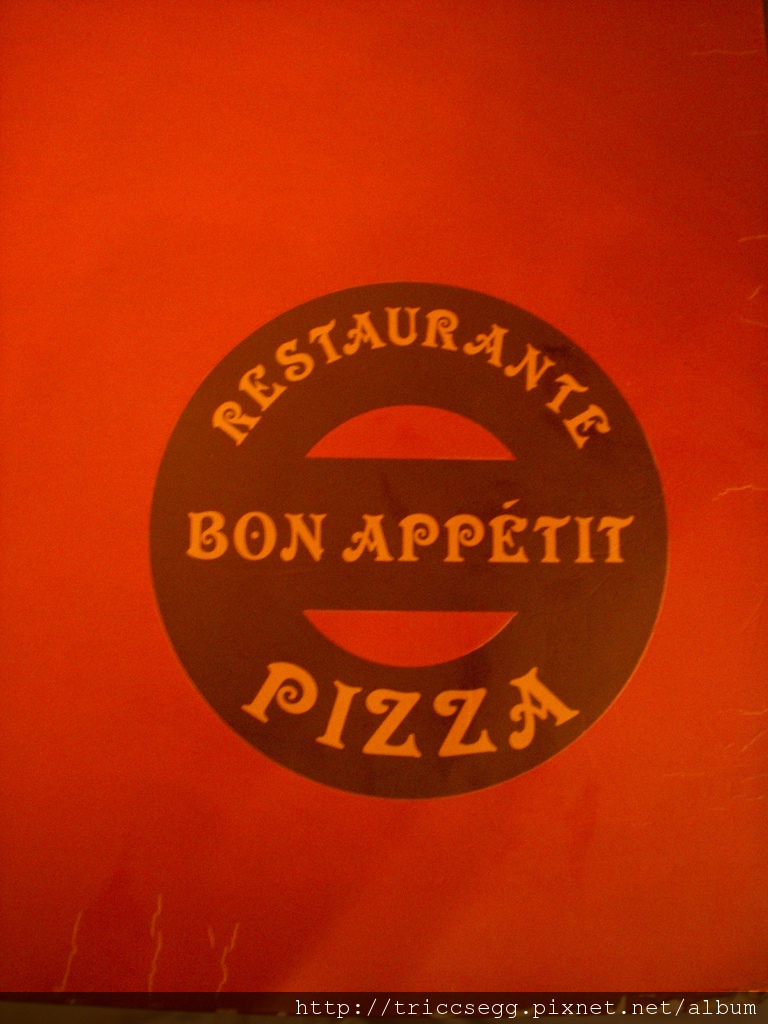 RESTAURANTE
BON APPÉTIT
PIZZA
http://triccsegg.pixnet.net/album